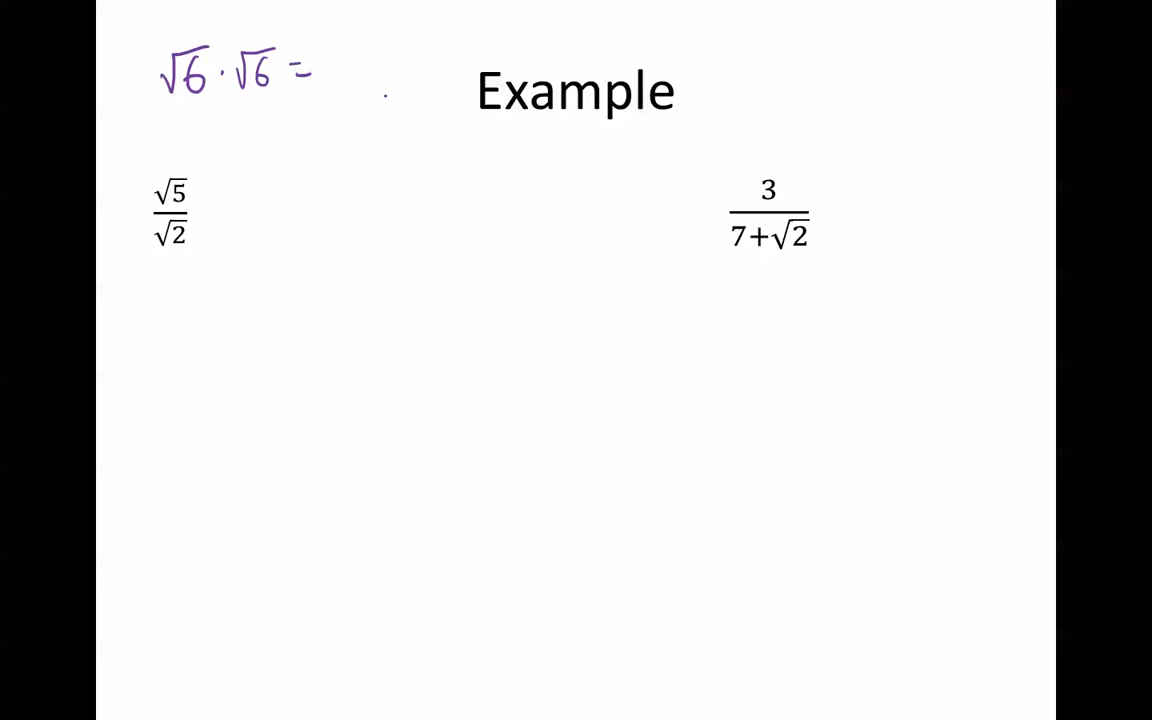 √6 · √6 =
Example
√5
√2
3
7+√2